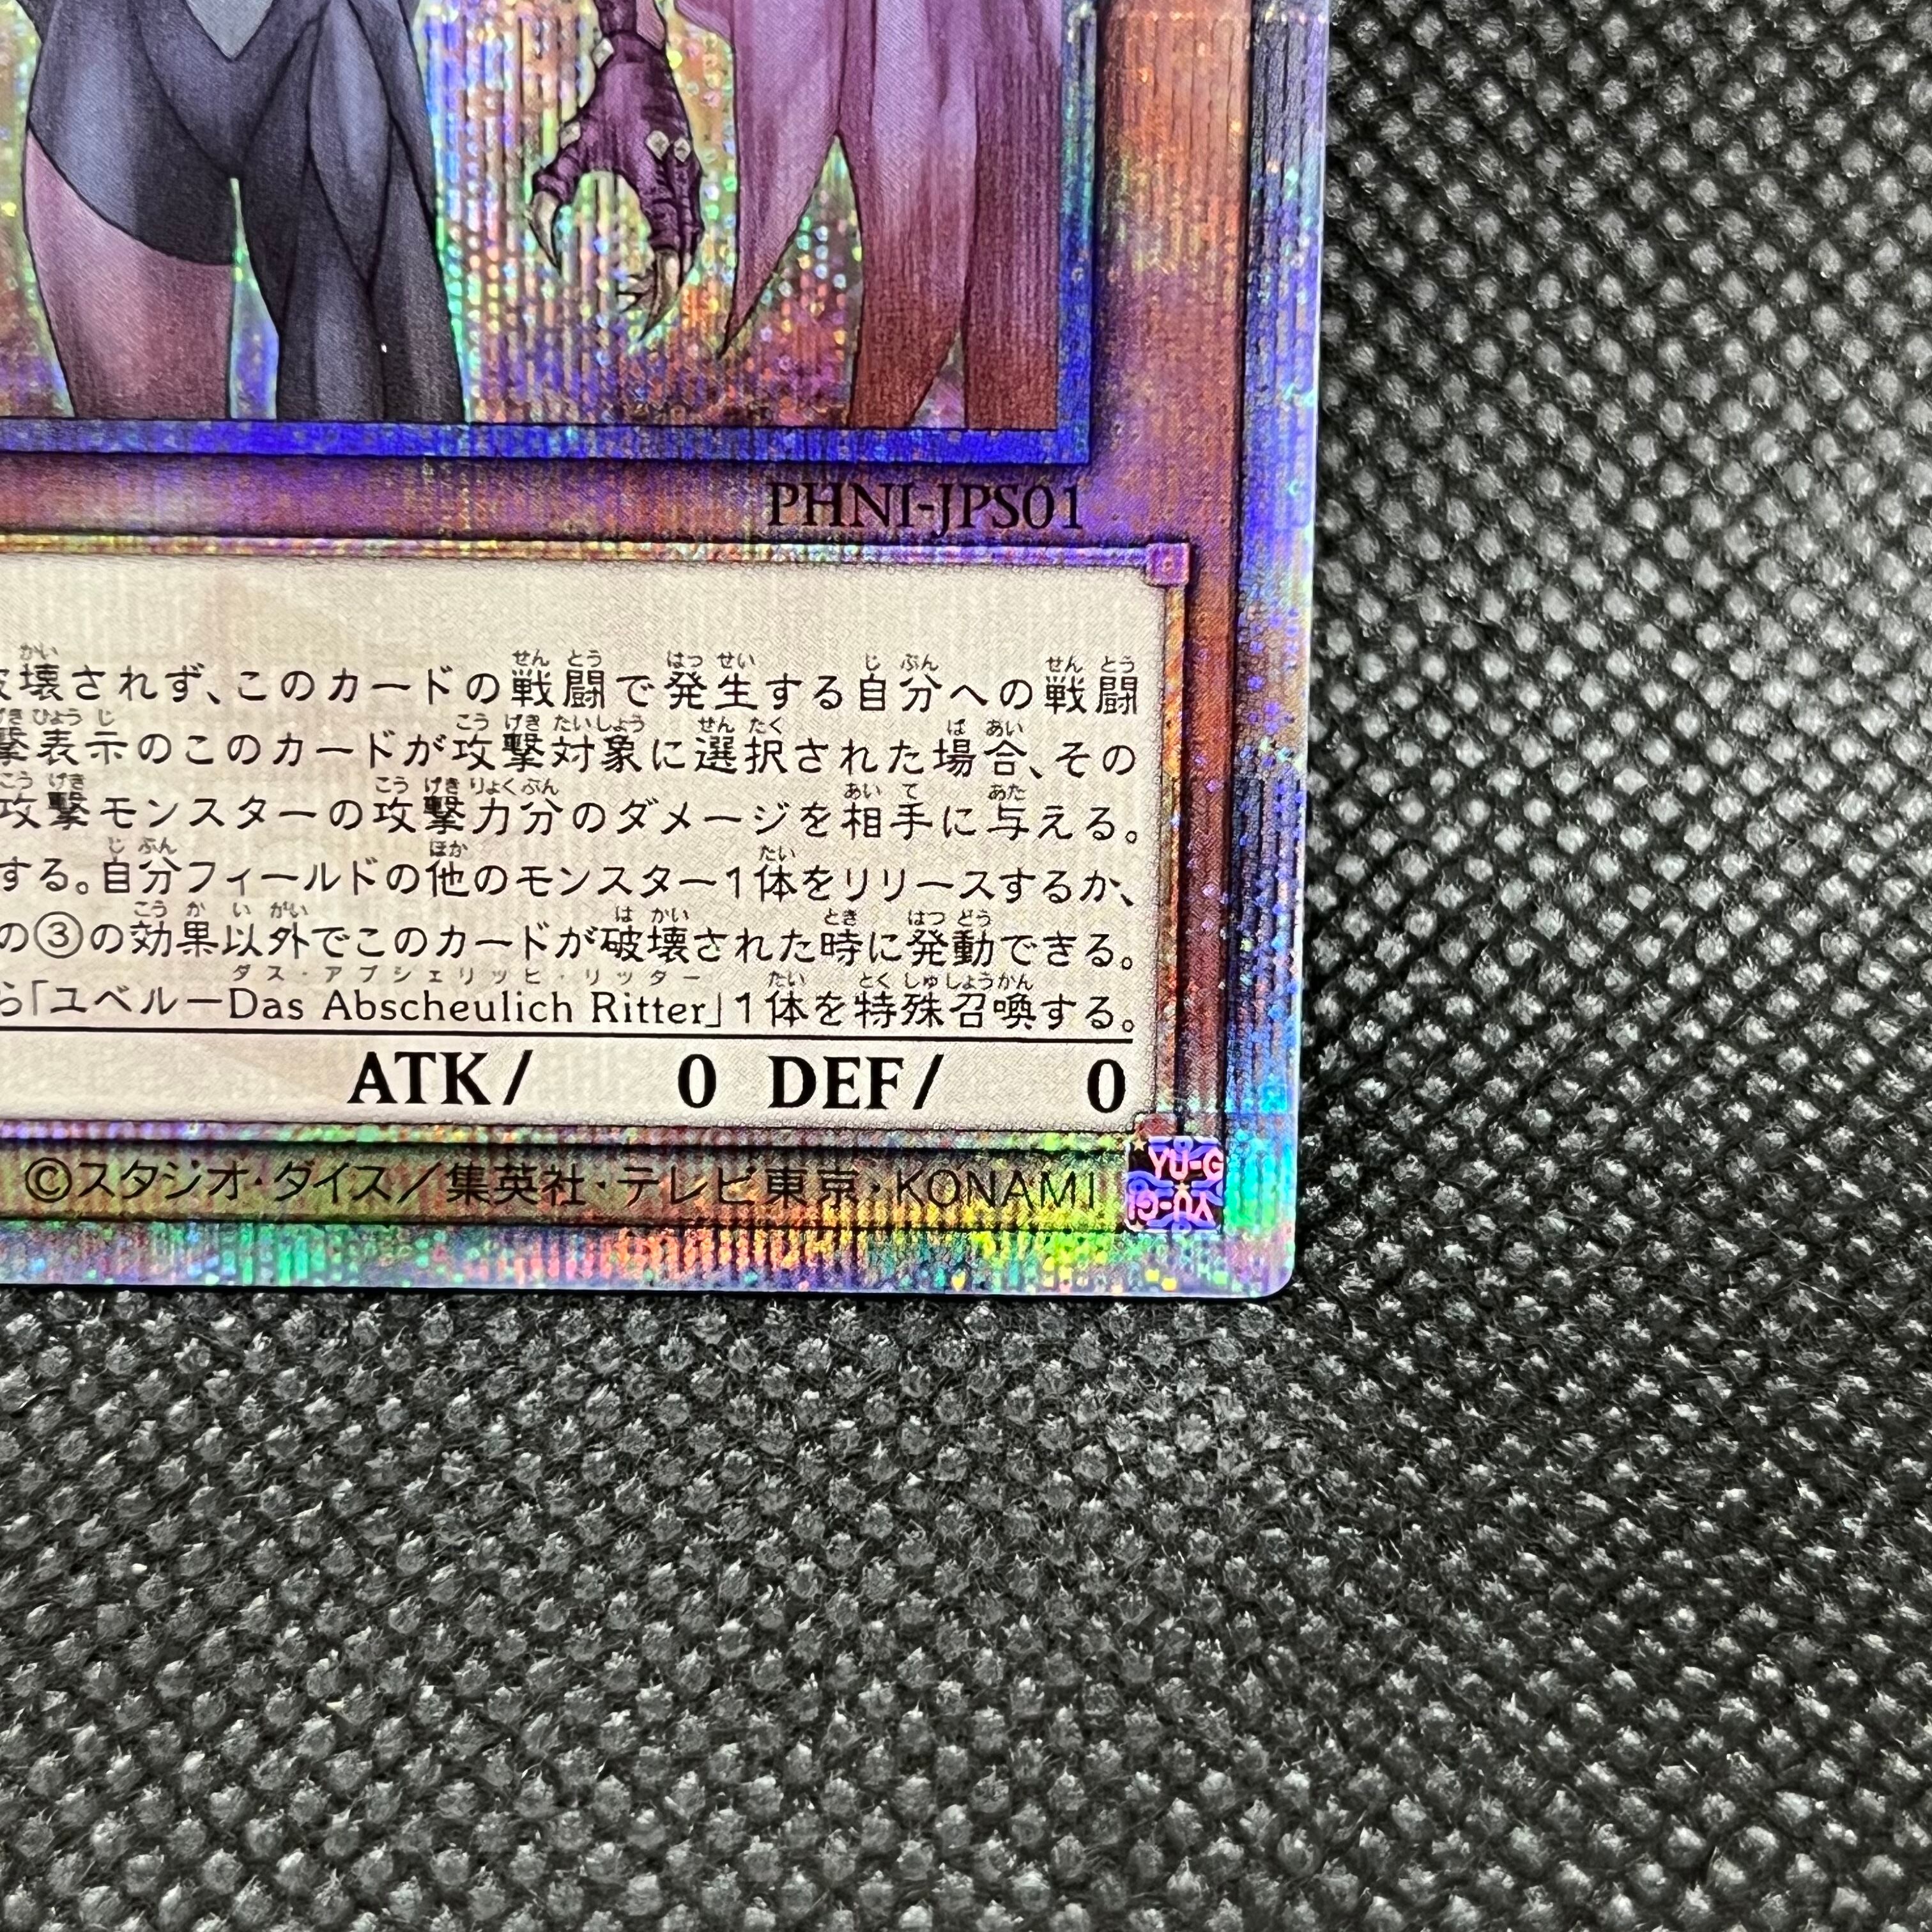 PHNI-JPS01
壊されず、このカードの戦闘で発生する自分への戦闘
撃表示のこのカードが攻撃対象に選択された場合、その
攻撃モンスターの攻撃力分のダメージを相手に与える。
する。自分フィールドの他のモンスター1体をリリースするか、
の③の効果以外でこのカードが破壊された時に発動できる。
ら「ユベルーDas Abscheulich Ritter」1体を特殊召喚する。
ATK/ 0 DEF/ 0
©スタジオ・ダイス/集英社・テレビ東京・KONAMI
YU-G